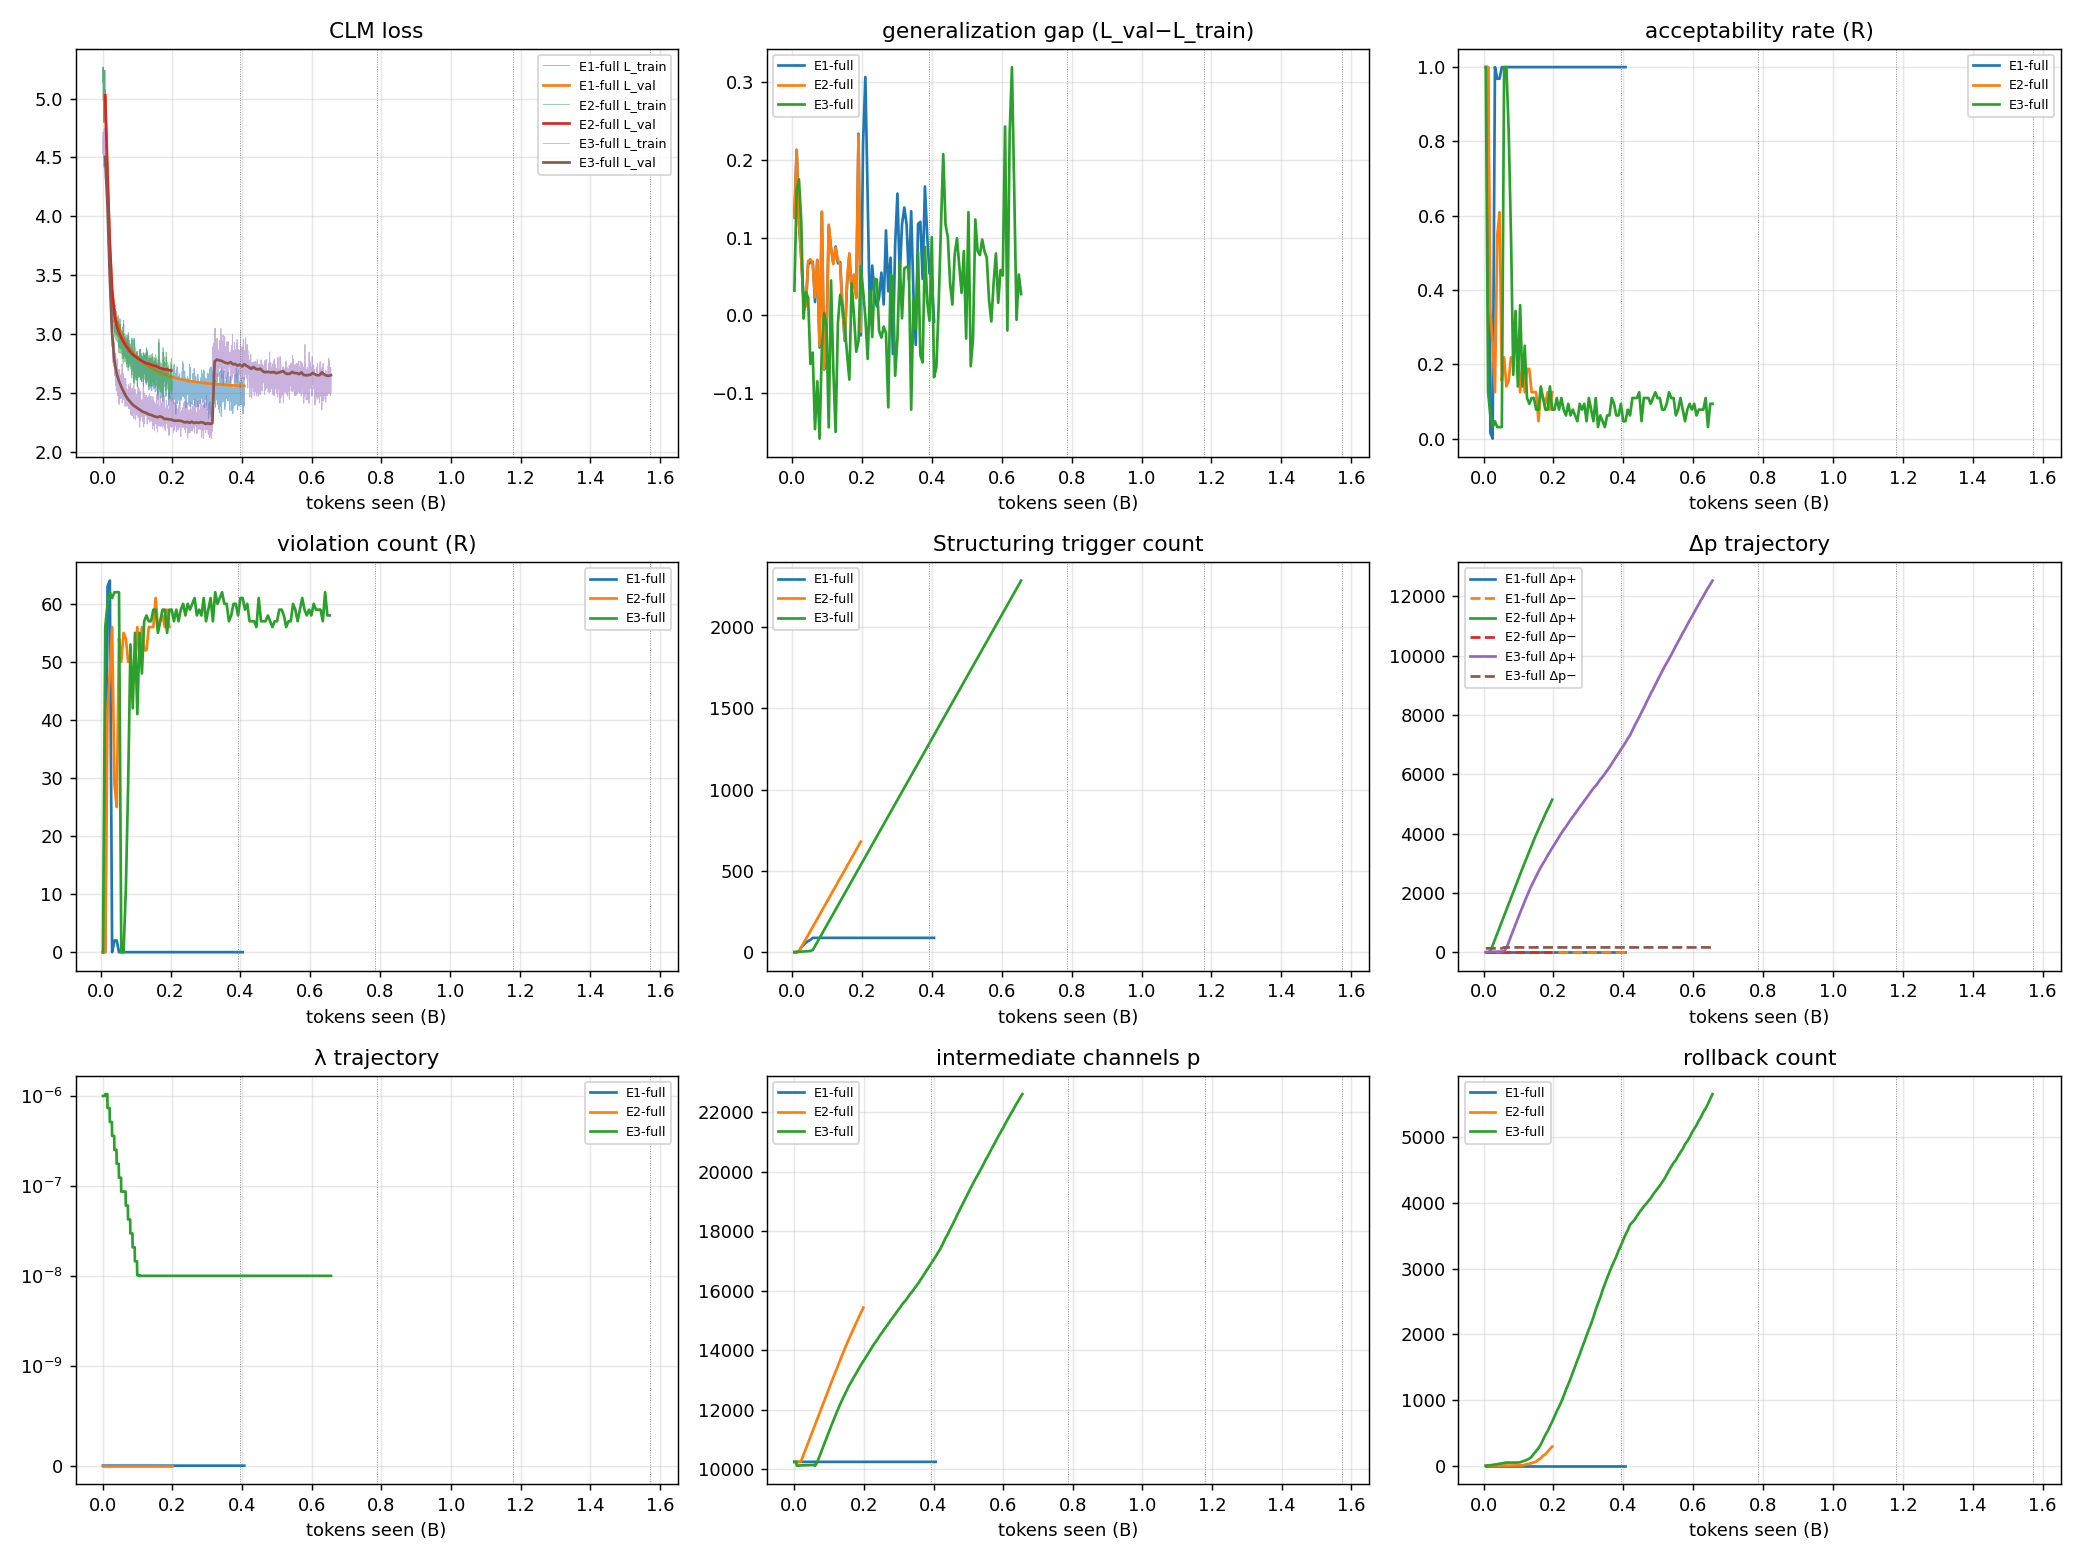 CLM loss
E1-full L_train
E1-full L_val
E2-full L_train
E2-full L_val
E3-full L_train
E3-full L_val
5.0
4.5
4.0
3.5
3.0
2.5
2.0
0.0 0.2 0.4 0.6 0.8 1.0 1.2 1.4 1.6
tokens seen (B)
generalization gap (L_val−L_train)
E1-full
E2-full
E3-full
0.3
0.2
0.1
0.0
−0.1
0.0 0.2 0.4 0.6 0.8 1.0 1.2 1.4 1.6
tokens seen (B)
acceptability rate (R)
E1-full
E2-full
E3-full
1.0
0.8
0.6
0.4
0.2
0.0
0.0 0.2 0.4 0.6 0.8 1.0 1.2 1.4 1.6
tokens seen (B)
violation count (R)
E1-full
E2-full
E3-full
60
50
40
30
20
10
0
0.0 0.2 0.4 0.6 0.8 1.0 1.2 1.4 1.6
tokens seen (B)
Structuring trigger count
E1-full
E2-full
E3-full
2000
1500
1000
500
0
0.0 0.2 0.4 0.6 0.8 1.0 1.2 1.4 1.6
tokens seen (B)
Δp trajectory
E1-full Δp+
E1-full Δp−
E2-full Δp+
E2-full Δp−
E3-full Δp+
E3-full Δp−
12000
10000
8000
6000
4000
2000
0
0.0 0.2 0.4 0.6 0.8 1.0 1.2 1.4 1.6
tokens seen (B)
λ trajectory
E1-full
E2-full
E3-full
10⁻⁶
10⁻⁷
10⁻⁸
10⁻⁹
0
0.0 0.2 0.4 0.6 0.8 1.0 1.2 1.4 1.6
tokens seen (B)
intermediate channels p
E1-full
E2-full
E3-full
22000
20000
18000
16000
14000
12000
10000
0.0 0.2 0.4 0.6 0.8 1.0 1.2 1.4 1.6
tokens seen (B)
rollback count
E1-full
E2-full
E3-full
5000
4000
3000
2000
1000
0
0.0 0.2 0.4 0.6 0.8 1.0 1.2 1.4 1.6
tokens seen (B)